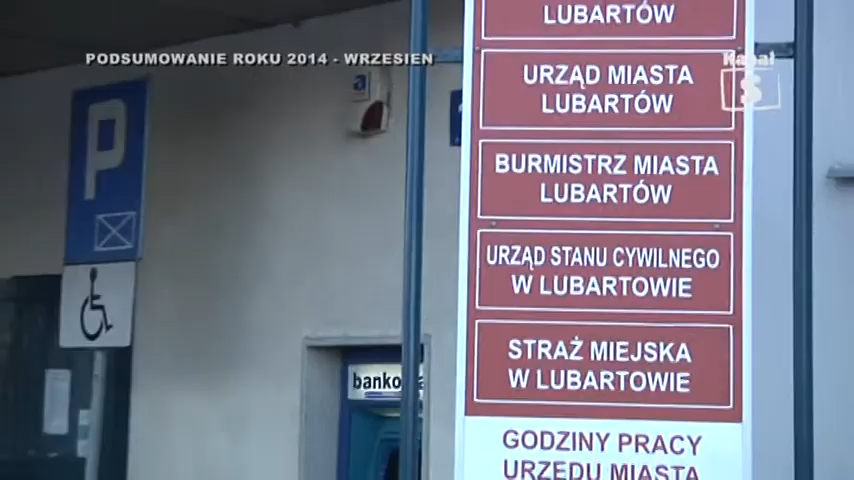 LUBARTÓW
PODSUMOWANIE ROKU 2014 - WRZESIEŃ
Kanał
S
URZĄD MIASTA
LUBARTÓW
P
BURMISTRZ MIASTA
LUBARTÓW
URZĄD STANU CYWILNEGO
W LUBARTOWIE
STRAŻ MIEJSKA
W LUBARTOWIE
GODZINY PRACY
URZĘDU MIASTA